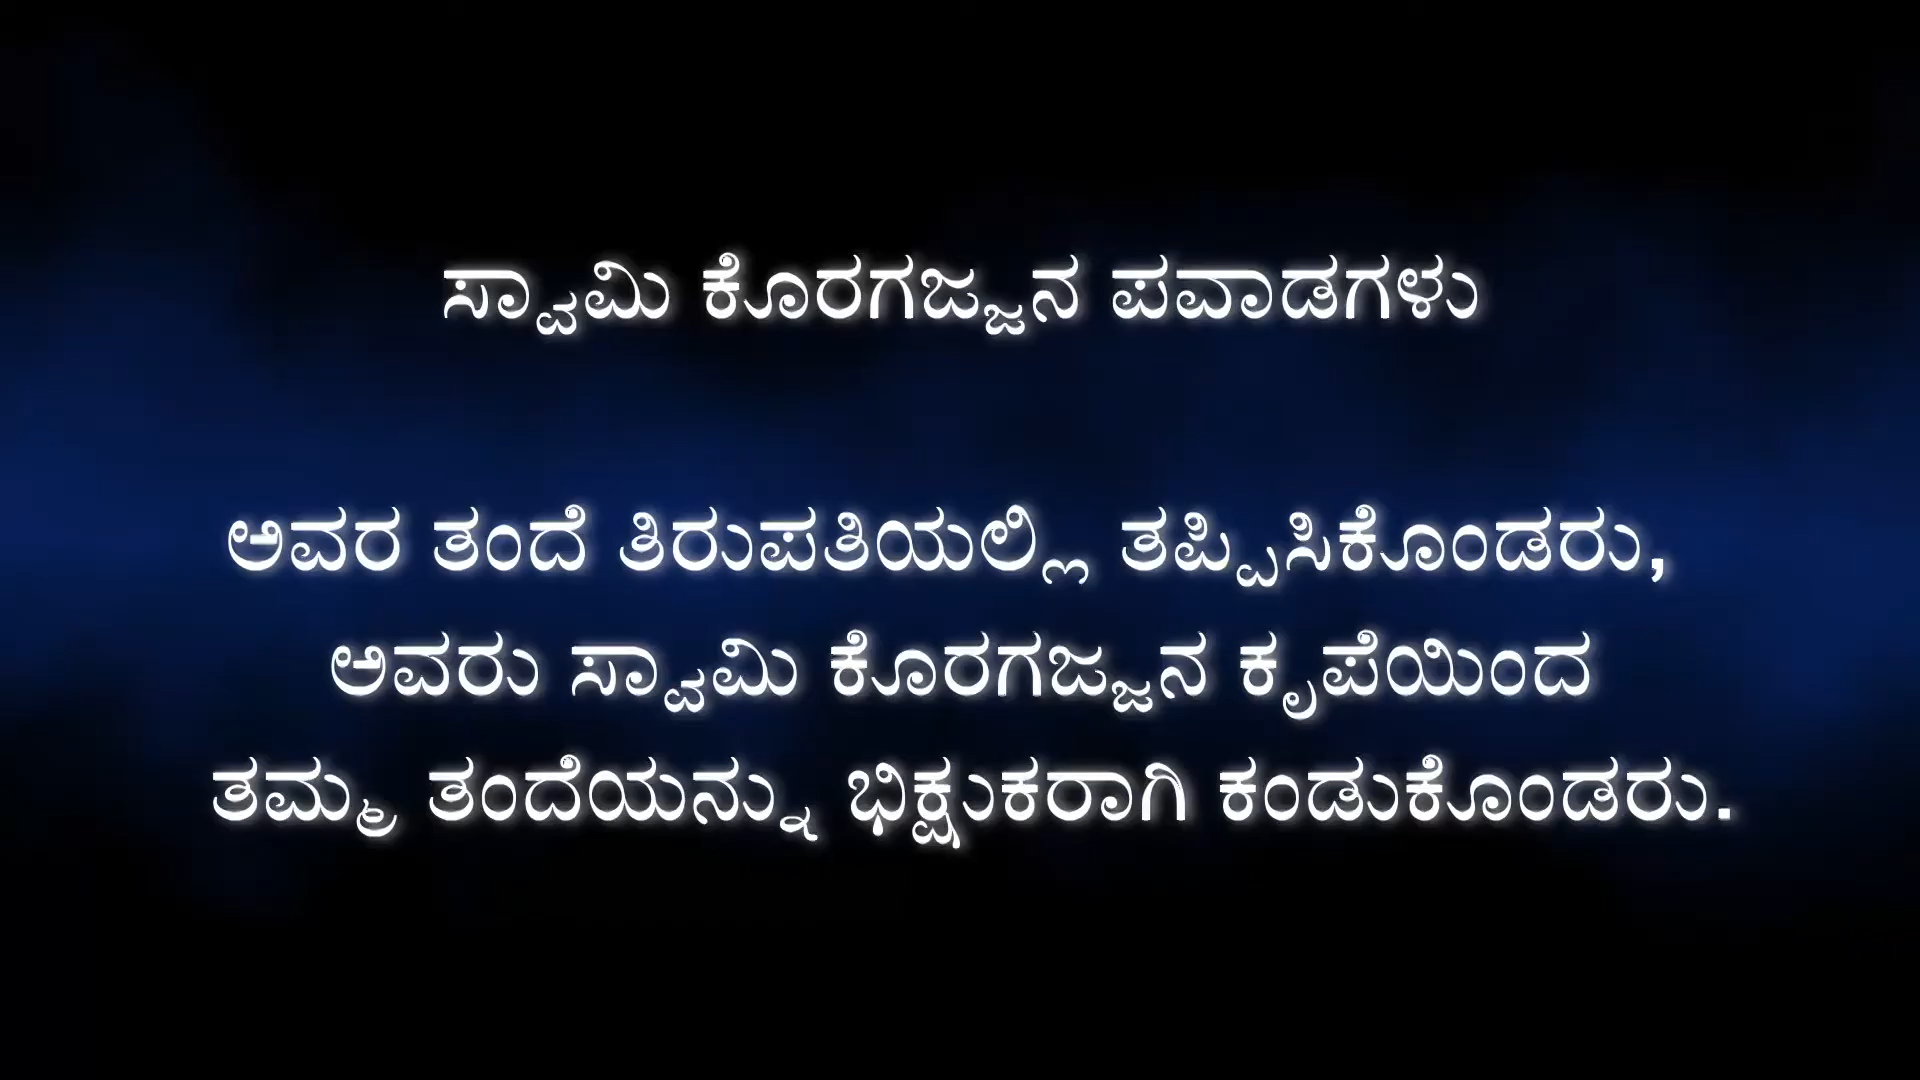 ಸ್ವಾಮಿ ಕೊರಗಜ್ಜನ ಪವಾಡಗಳು
ಅವರ ತಂದೆ ತಿರುಪತಿಯಲ್ಲಿ ತಪ್ಪಿಸಿಕೊಂಡರು,
ಅವರು ಸ್ವಾಮಿ ಕೊರಗಜ್ಜನ ಕೃಪೆಯಿಂದ
ತಮ್ಮ ತಂದೆಯನ್ನು ಭಿಕ್ಷುಕರಾಗಿ ಕಂಡುಕೊಂಡರು.